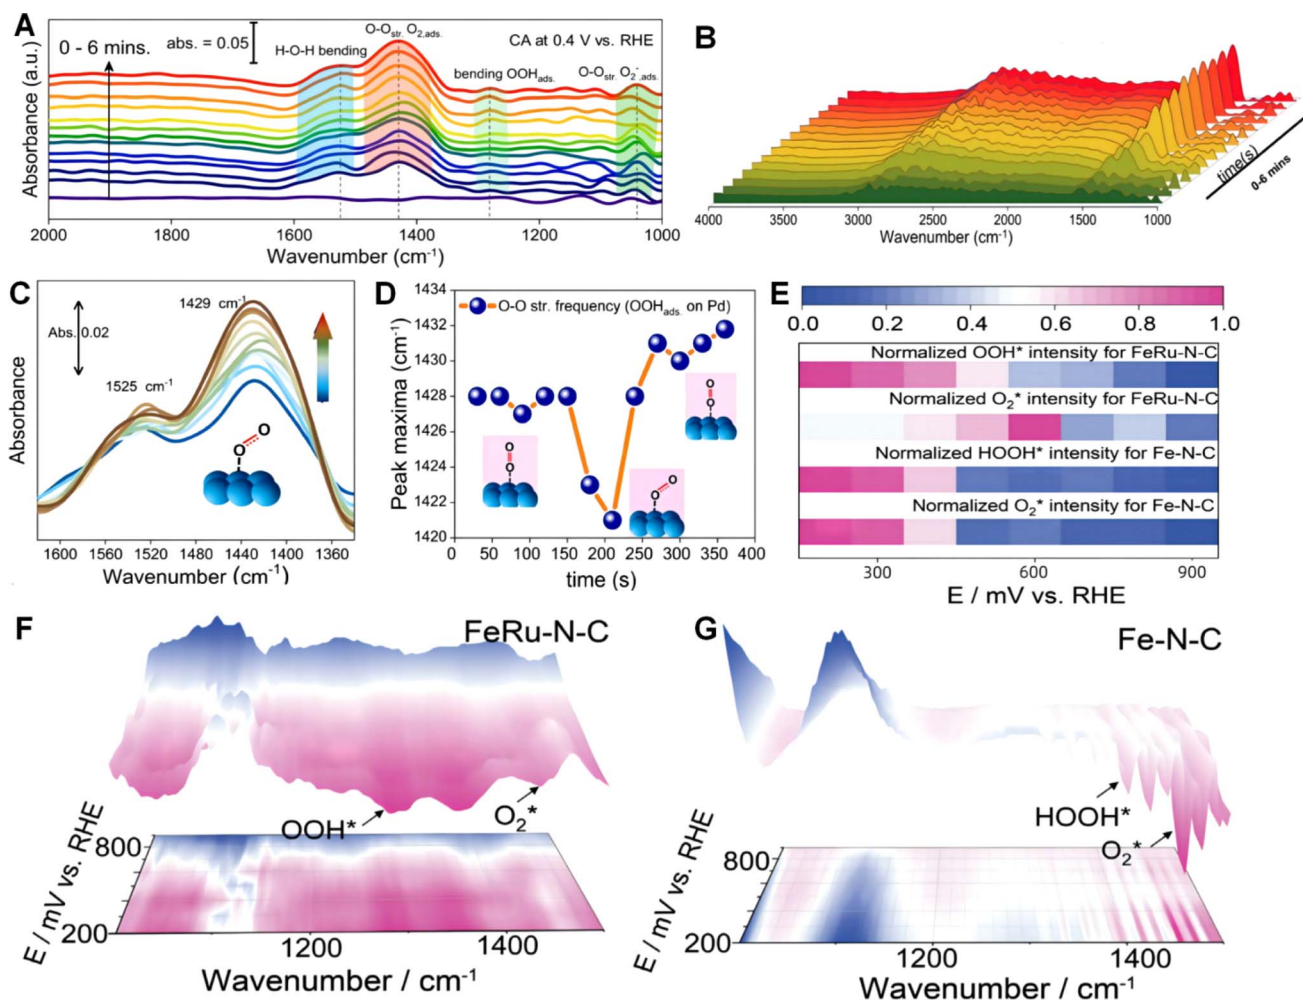 A
0 - 6 mins.
abs. = 0.05
H-O-H bending
O-O str. O2,ads.
CA at 0.4 V vs. RHE
bending OOHads.
O-O str. O2-,ads.
Absorbance (a.u.)
2000 1800 1600 1400 1200 1000
Wavenumber (cm-1)
B
time(s)
0-6 mins
4000 3500 3000 2500 2000 1500 1000
Wavenumber (cm-1)
C
Abs. 0.02
1429 cm-1
1525 cm-1
O O
Absorbance
1600 1560 1520 1480 1440 1400 1360
Wavenumber (cm-1)
D
O-O str. frequency (OOHads. on Pd)
Peak maxima (cm-1)
1434
1432
1430
1428
1426
1424
1422
1420
O
O
O
O
O O
0 50 100 150 200 250 300 350 400
time (s)
E
0.0 0.2 0.4 0.6 0.8 1.0
Normalized OOH* intensity for FeRu-N-C
Normalized O2* intensity for FeRu-N-C
Normalized HOOH* intensity for Fe-N-C
Normalized O2* intensity for Fe-N-C
300 600 900
E / mV vs. RHE
F
FeRu-N-C
OOH*
O2*
E / mV vs. RHE
800
200
1200 1400
Wavenumber / cm-1
G
Fe-N-C
HOOH*
O2*
E / mV vs. RHE
800
200
1200 1400
Wavenumber / cm-1